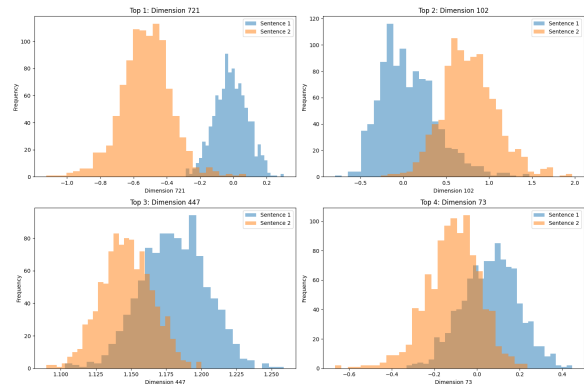 Top 1: Dimension 721
Sentence 1
Sentence 2
100
80
60
40
20
0
Frequency
−1.0 −0.8 −0.6 −0.4 −0.2 0.0 0.2
Dimension 721
Top 2: Dimension 102
Sentence 1
Sentence 2
120
100
80
60
40
20
0
Frequency
−0.5 0.0 0.5 1.0 1.5 2.0
Dimension 102
Top 3: Dimension 447
Sentence 1
Sentence 2
80
60
40
20
0
Frequency
1.100 1.125 1.150 1.175 1.200 1.225 1.250
Dimension 447
Top 4: Dimension 73
Sentence 1
Sentence 2
100
80
60
40
20
0
Frequency
−0.6 −0.4 −0.2 0.0 0.2 0.4
Dimension 73